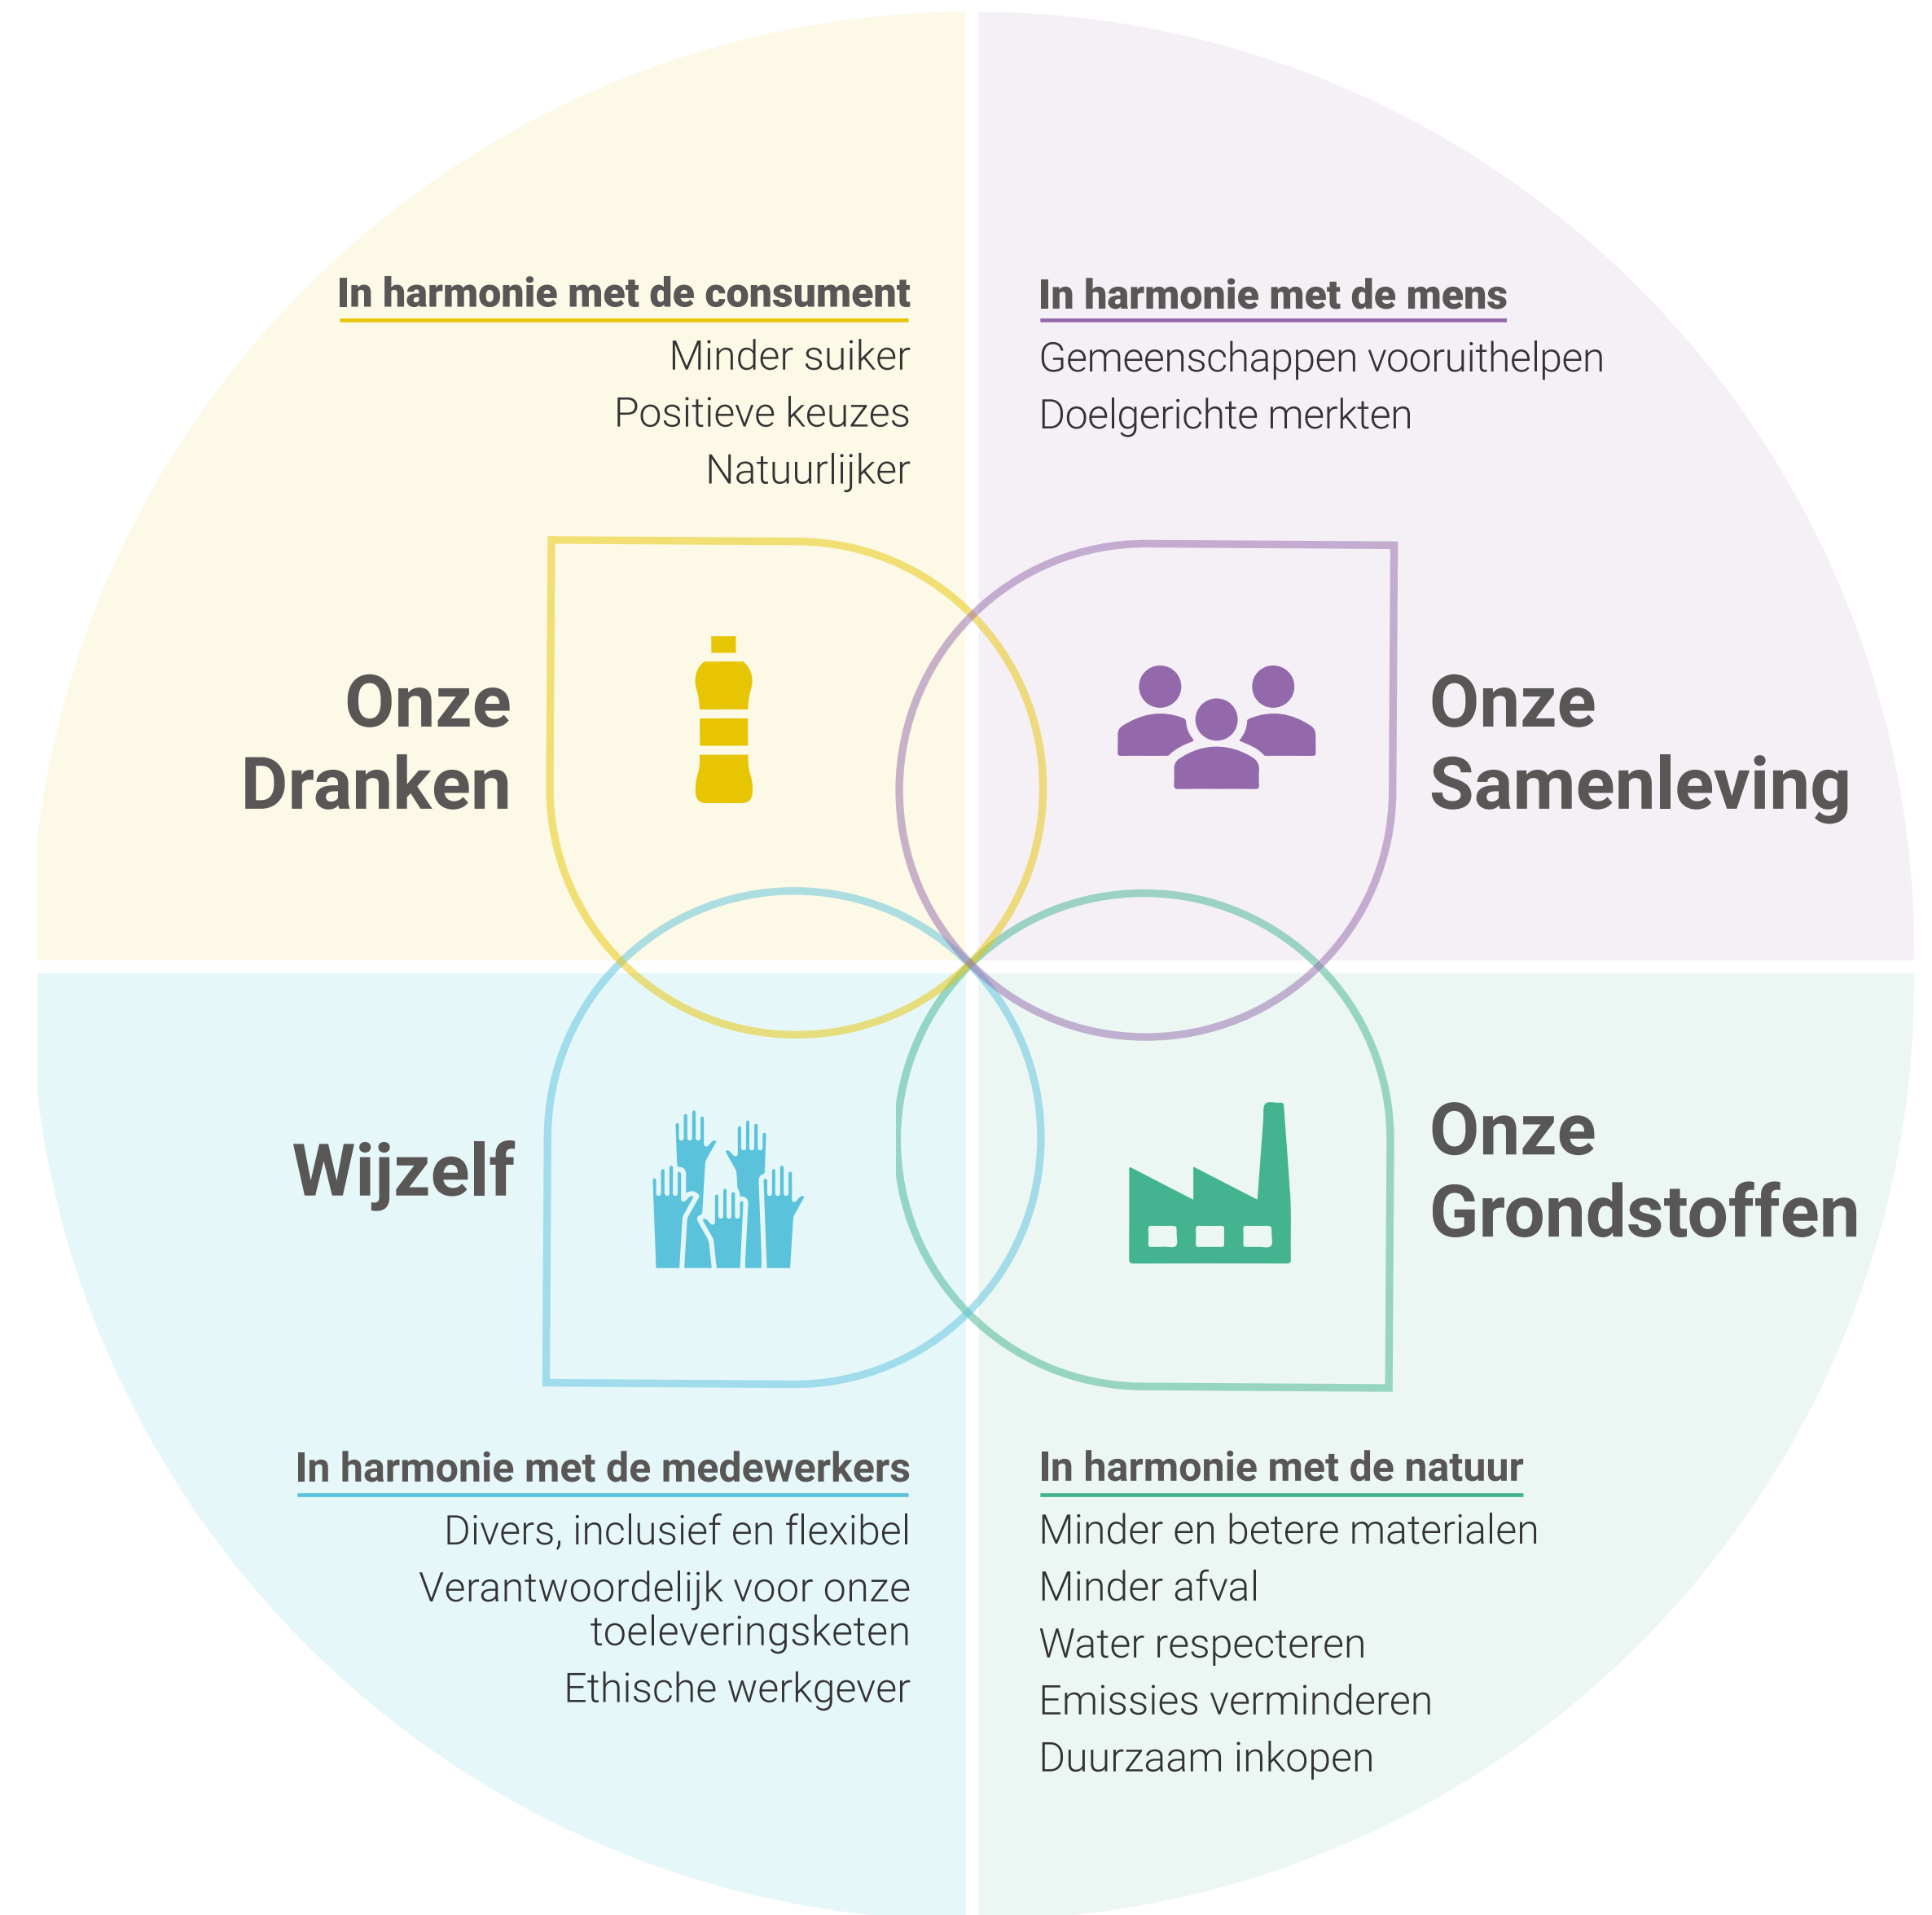 In harmonie met de consument
Minder suiker
Positieve keuzes
Natuurlijker
Onze
Dranken
In harmonie met de mens
Gemeenschappen vooruithelpen
Doelgerichte merkten
Onze
Samenleving
Wijzelf
In harmonie met de medewerkers
Divers, inclusief en flexibel
Verantwoordelijk voor onze
toeleveringsketen
Ethische werkgever
Onze
Grondstoffen
In harmonie met de natuur
Minder en betere materialen
Minder afval
Water respecteren
Emissies verminderen
Duurzaam inkopen